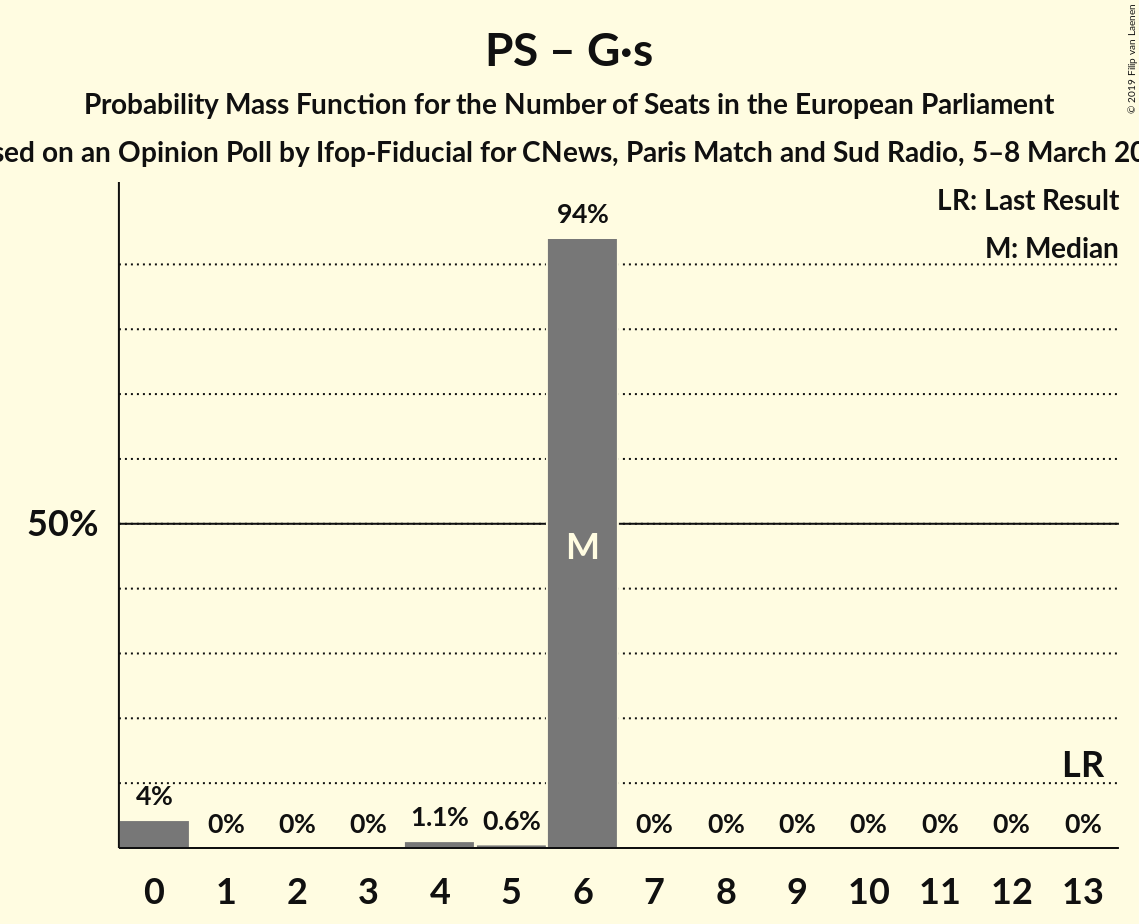 PS – G·s
Probability Mass Function for the Number of Seats in the European Parliament
on an Opinion Poll by Ifop-Fiducial for CNews, Paris Match and Sud Radio, 5–8 March
© 2019 Filip van Laenen
LR: Last Result
M: Median
94%
50%
M
LR
4%
0%
0%
0%
1.1%
0.6%
0%
0%
0%
0%
0%
0%
0%
0 1 2 3 4 5 6 7 8 9 10 11 12 13